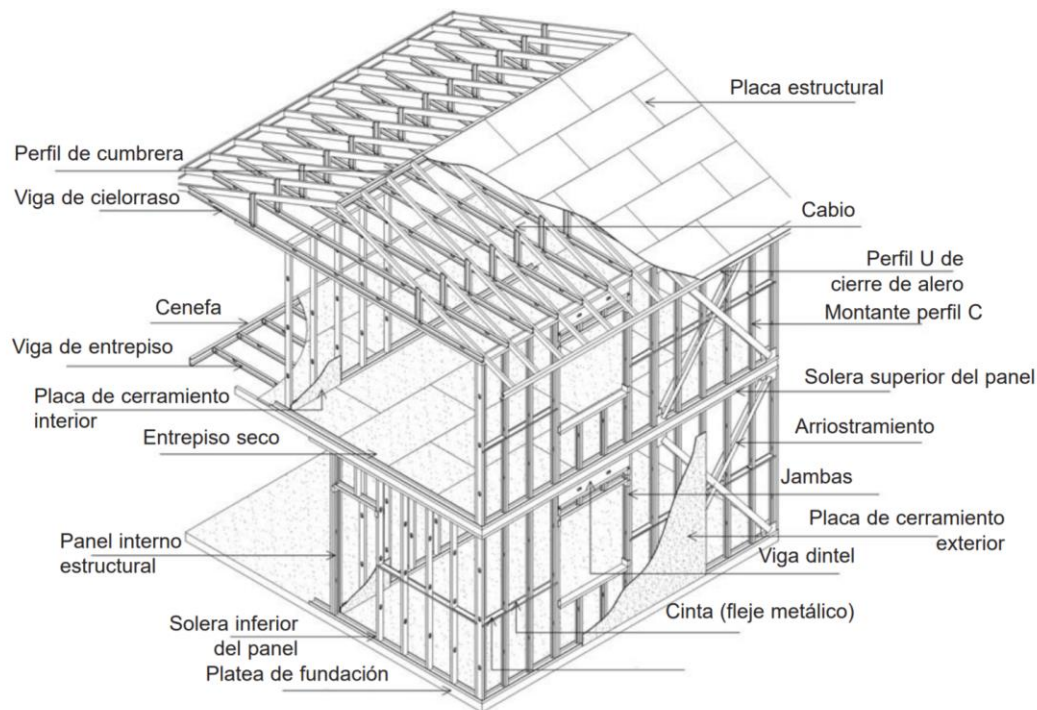 Placa estructural
Perfil de cumbrera
Viga de cielorraso
Cabio
Perfil U de
cierre de alero
Cenefa
Montante perfil C
Viga de entrepiso
Solera superior del panel
Placa de cerramiento
interior
Entrepiso seco
Arriostramiento
Jambas
Placa de cerramiento
exterior
Panel interno
estructural
Viga dintel
Cinta (fleje metálico)
Solera inferior
del panel
Platea de fundación